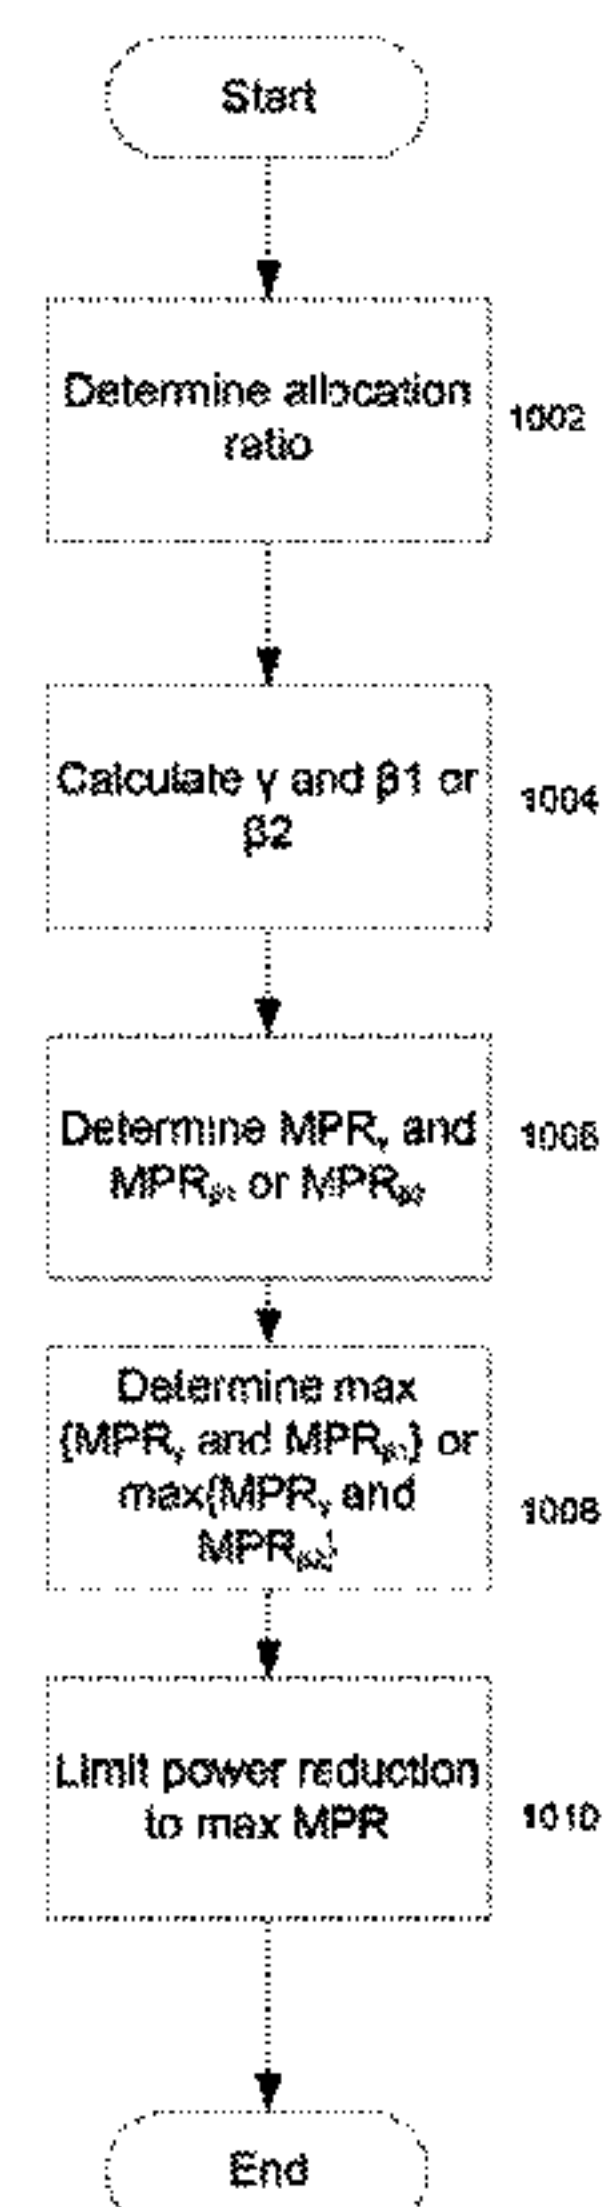 Start
Determine allocation
ratio
1002
Calculate γ and β1 or
β2
1004
Determine MPRγ and
MPRβ1 or MPRβ2
1006
Determine max
{MPRγ and MPRβ1} or
max{MPRγ and
MPRβ2}
1008
Limit power reduction
to max MPR
1010
End